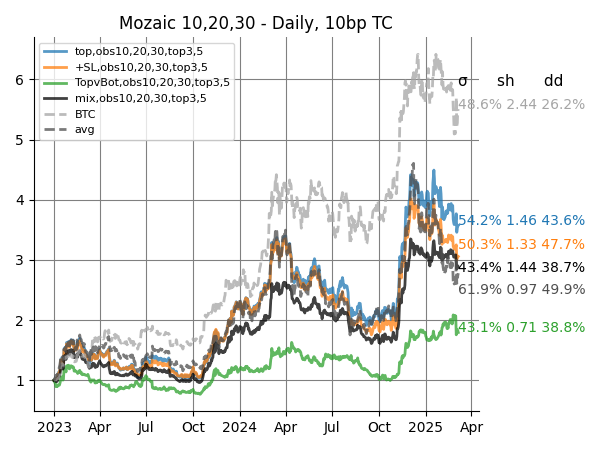 Mozaic 10,20,30 - Daily, 10bp TC
top,obs10,20,30,top3,5
+SL,obs10,20,30,top3,5
TopvBot,obs10,20,30,top3,5
mix,obs10,20,30,top3,5
BTC
avg
σ sh dd
48.6% 2.44 26.2%
54.2% 1.46 43.6%
50.3% 1.33 47.7%
43.4% 1.44 38.7%
61.9% 0.97 49.9%
43.1% 0.71 38.8%
6
5
4
3
2
1
2023 Apr Jul Oct 2024 Apr Jul Oct 2025 Apr